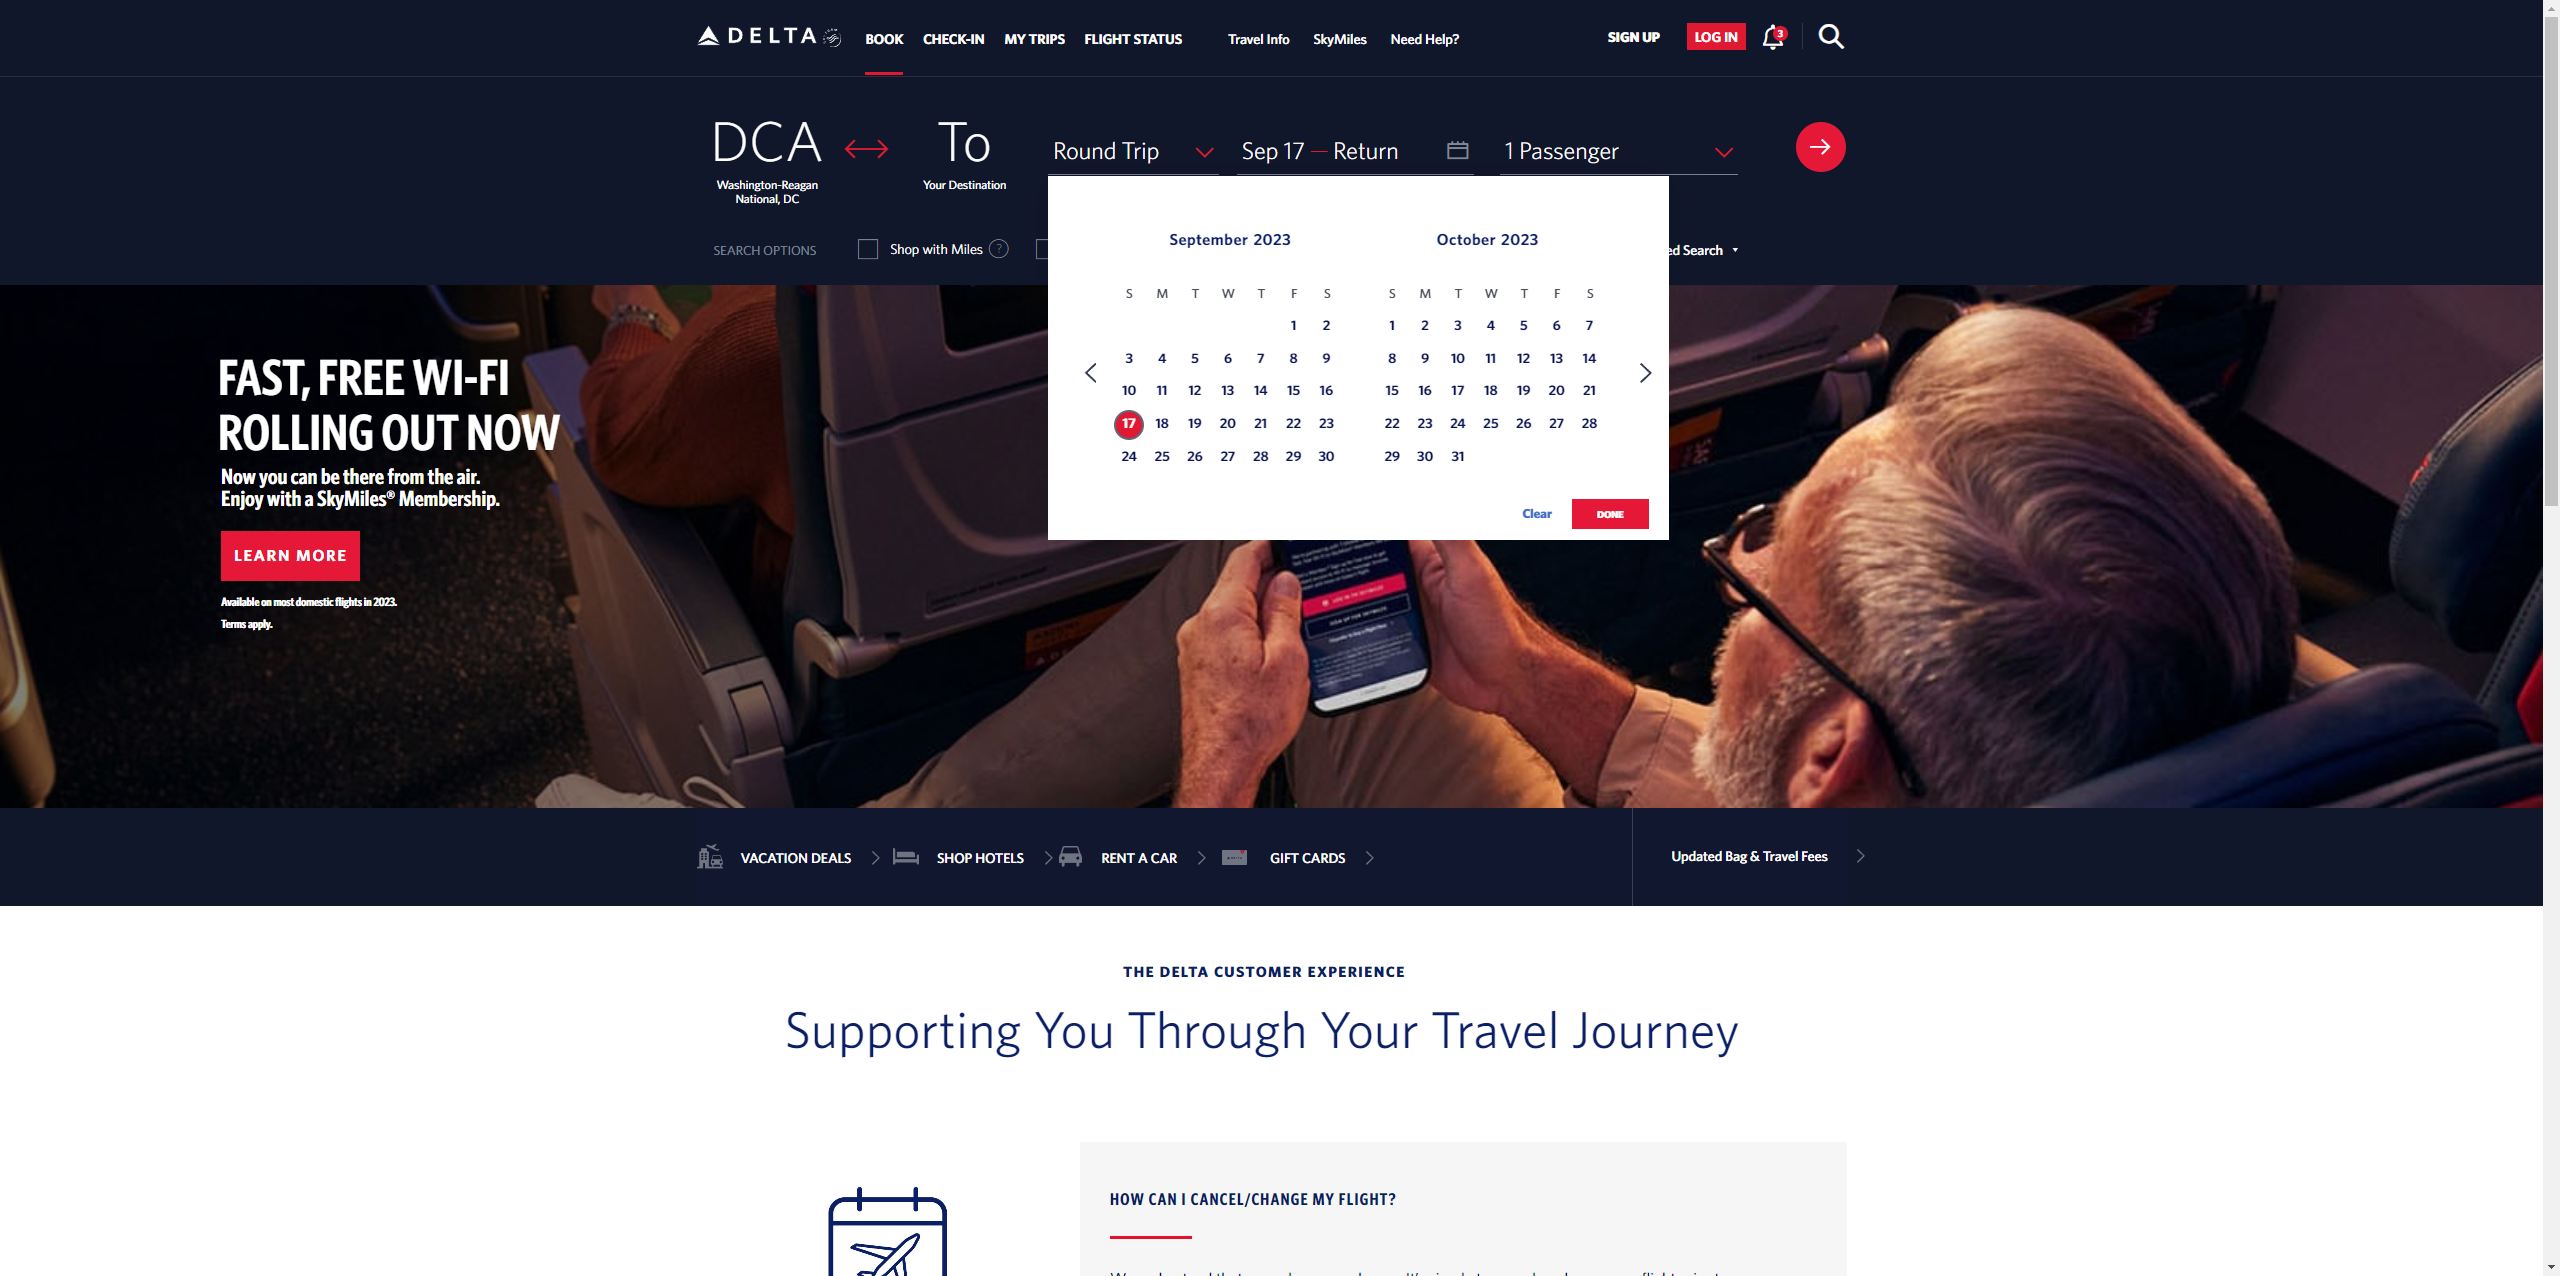 DELTA
BOOK
CHECK-IN
MY TRIPS
FLIGHT STATUS
Travel Info
SkyMiles
Need Help?
SIGN UP
LOG IN
3
DCA
Washington-Reagan
National, DC
To
Your Destination
Round Trip
Sep 17 — Return
1 Passenger
SEARCH OPTIONS
Shop with Miles ?
ed Search
September 2023
S M T W T F S
1 2
3 4 5 6 7 8 9
10 11 12 13 14 15 16
17 18 19 20 21 22 23
24 25 26 27 28 29 30
October 2023
S M T W T F S
1 2 3 4 5 6 7
8 9 10 11 12 13 14
15 16 17 18 19 20 21
22 23 24 25 26 27 28
29 30 31
Clear
DONE
FAST, FREE WI-FI
ROLLING OUT NOW
Now you can be there from the air.
Enjoy with a SkyMiles® Membership.
LEARN MORE
Available on most domestic flights in 2023.
Terms apply.
VACATION DEALS
SHOP HOTELS
RENT A CAR
GIFT CARDS
Updated Bag & Travel Fees
THE DELTA CUSTOMER EXPERIENCE
Supporting You Through Your Travel Journey
HOW CAN I CANCEL/CHANGE MY FLIGHT?